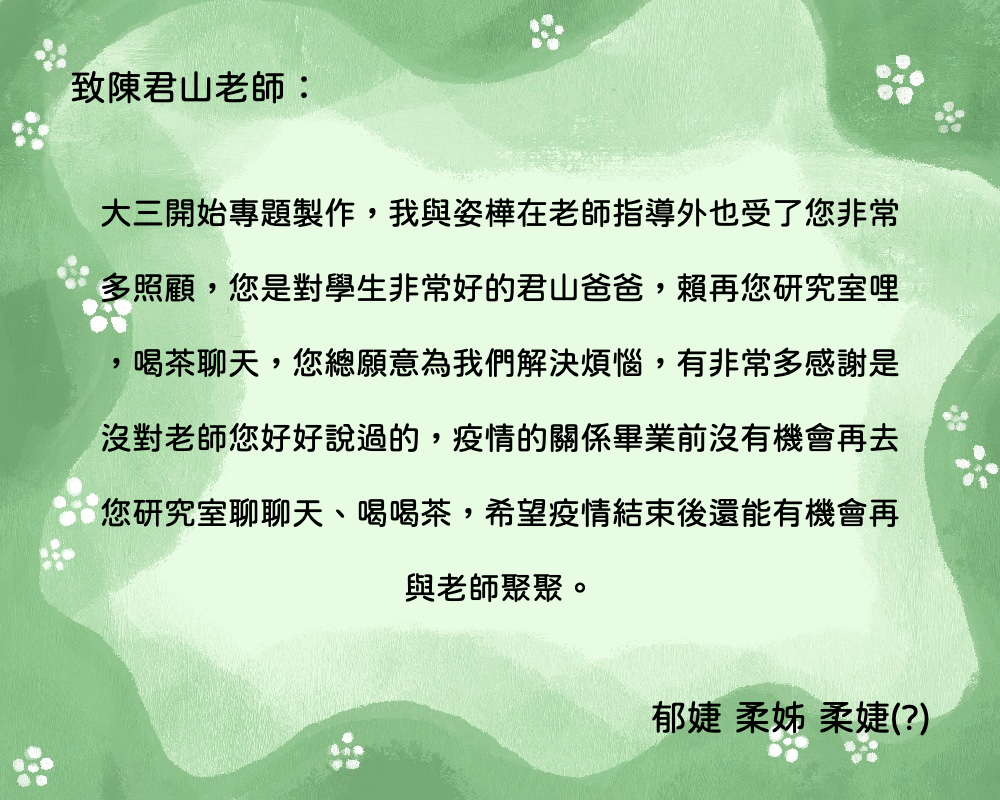 致陳君山老師：
大三開始專題製作，我與姿樺在老師指導外也受了您非常
多照顧，您是對學生非常好的君山爸爸，賴再您研究室哩
，喝茶聊天，您總願意為我們解決煩惱，有非常多感謝是
沒對老師您好好說過的，疫情的關係畢業前沒有機會再去
您研究室聊聊天、喝喝茶，希望疫情結束後還能有機會再
與老師聚聚。
郁婕 柔姊 柔婕(?)